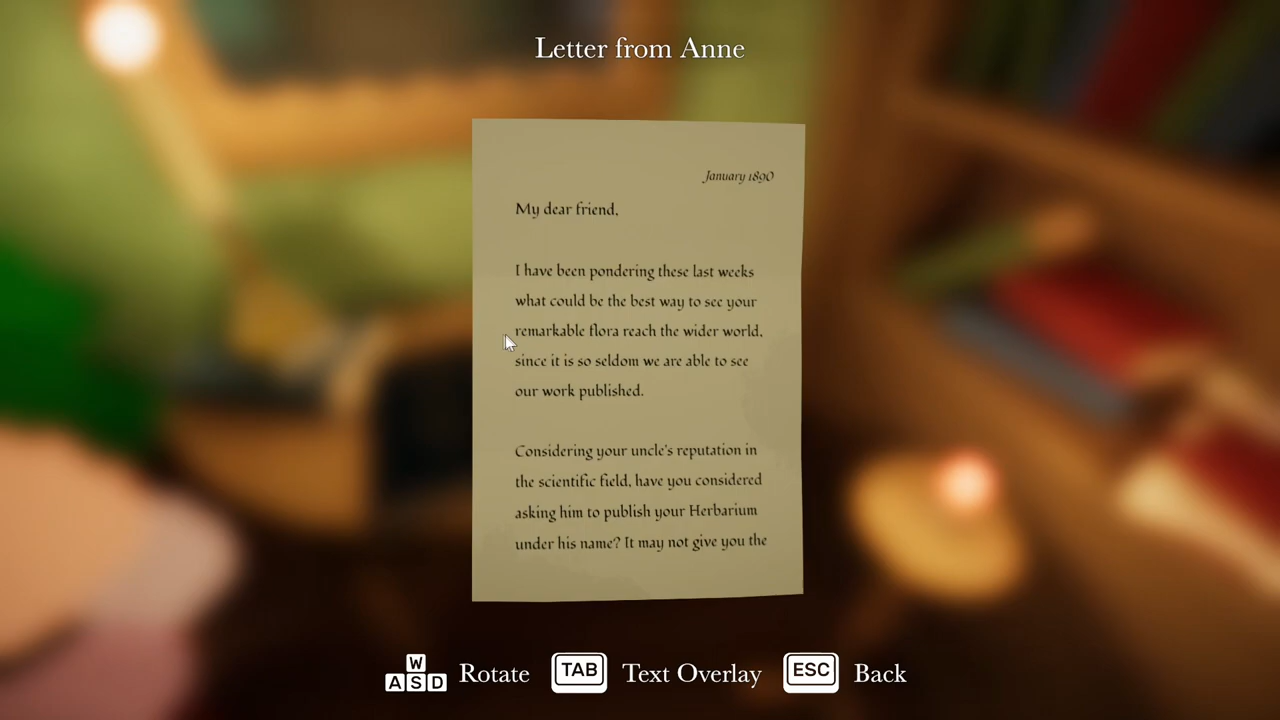 Letter from Anne
January 1890
My dear friend,
I have been pondering these last weeks
what could be the best way to see your
remarkable flora reach the wider world,
since it is so seldom we are able to see
our work published.
Considering your uncle's reputation in
the scientific field, have you considered
asking him to publish your Herbarium
under his name? It may not give you the
W
A S D Rotate TAB Text Overlay ESC Back